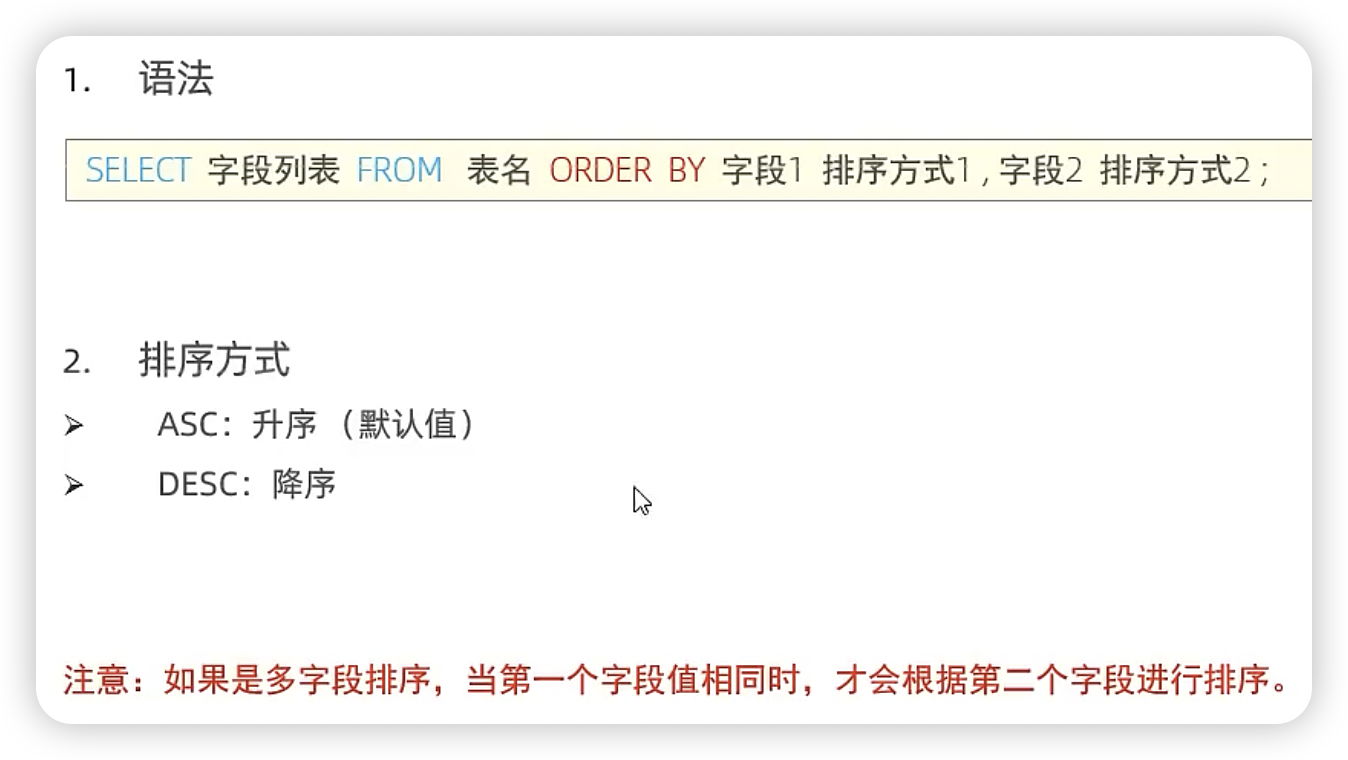 1. 语法
SELECT 字段列表 FROM 表名 ORDER BY 字段1 排序方式1 , 字段2 排序方式2 ;
2. 排序方式
ASC：升序（默认值）
DESC：降序
注意：如果是多字段排序，当第一个字段值相同时，才会根据第二个字段进行排序。